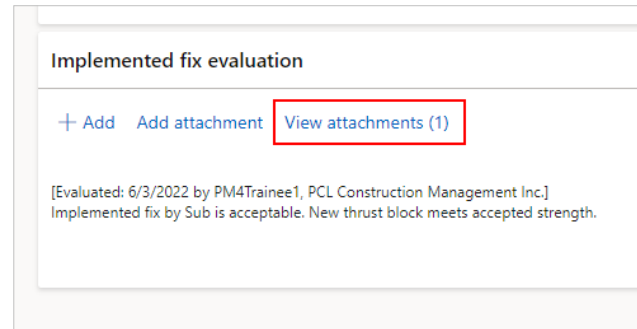 Implemented fix evaluation
+ Add Add attachment View attachments (1)
[Evaluated: 6/3/2022 by PM4Trainee1, PCL Construction Management Inc.]
Implemented fix by Sub is acceptable. New thrust block meets accepted strength.